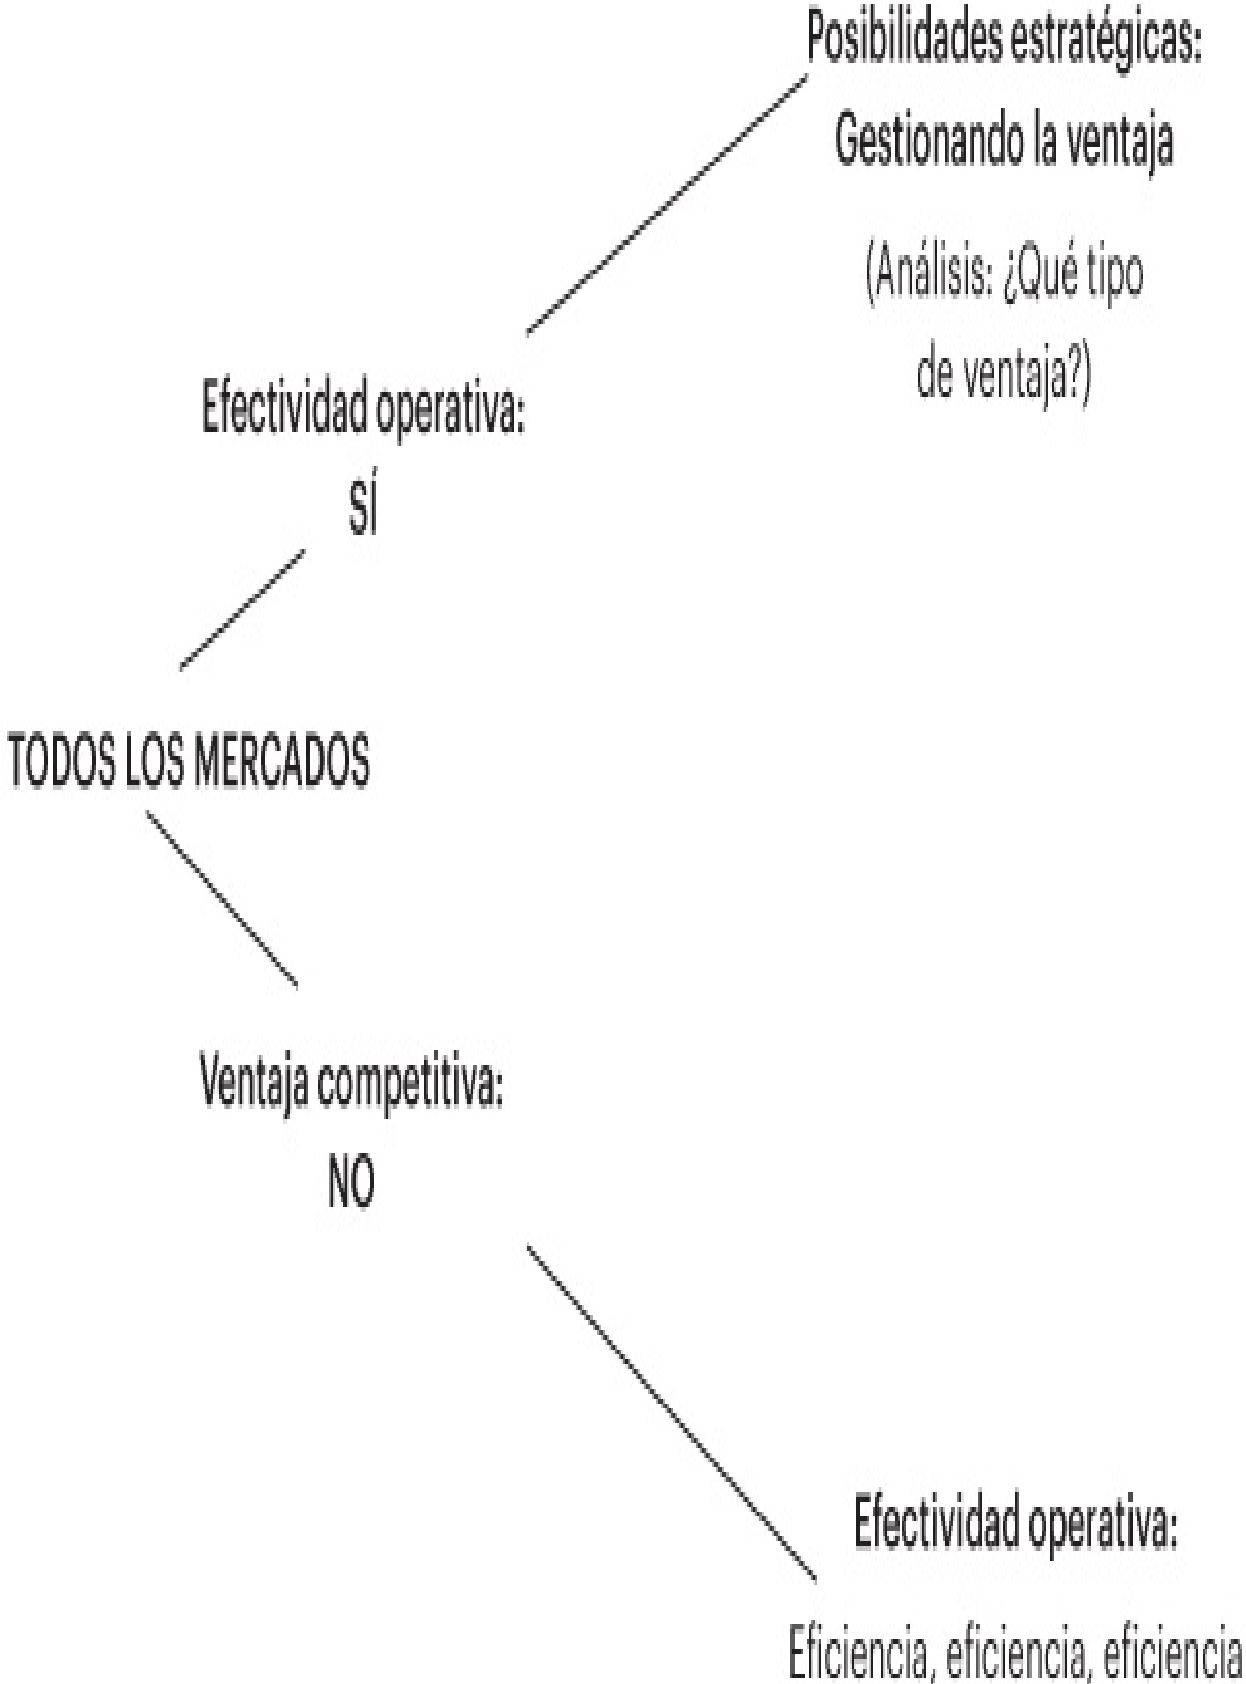 Posibilidades estratégicas:
Gestionando la ventaja
(Análisis: ¿Qué tipo
de ventaja?)
Efectividad operativa:
SÍ
TODOS LOS MERCADOS
Ventaja competitiva:
NO
Efectividad operativa:
Eficiencia, eficiencia, eficiencia